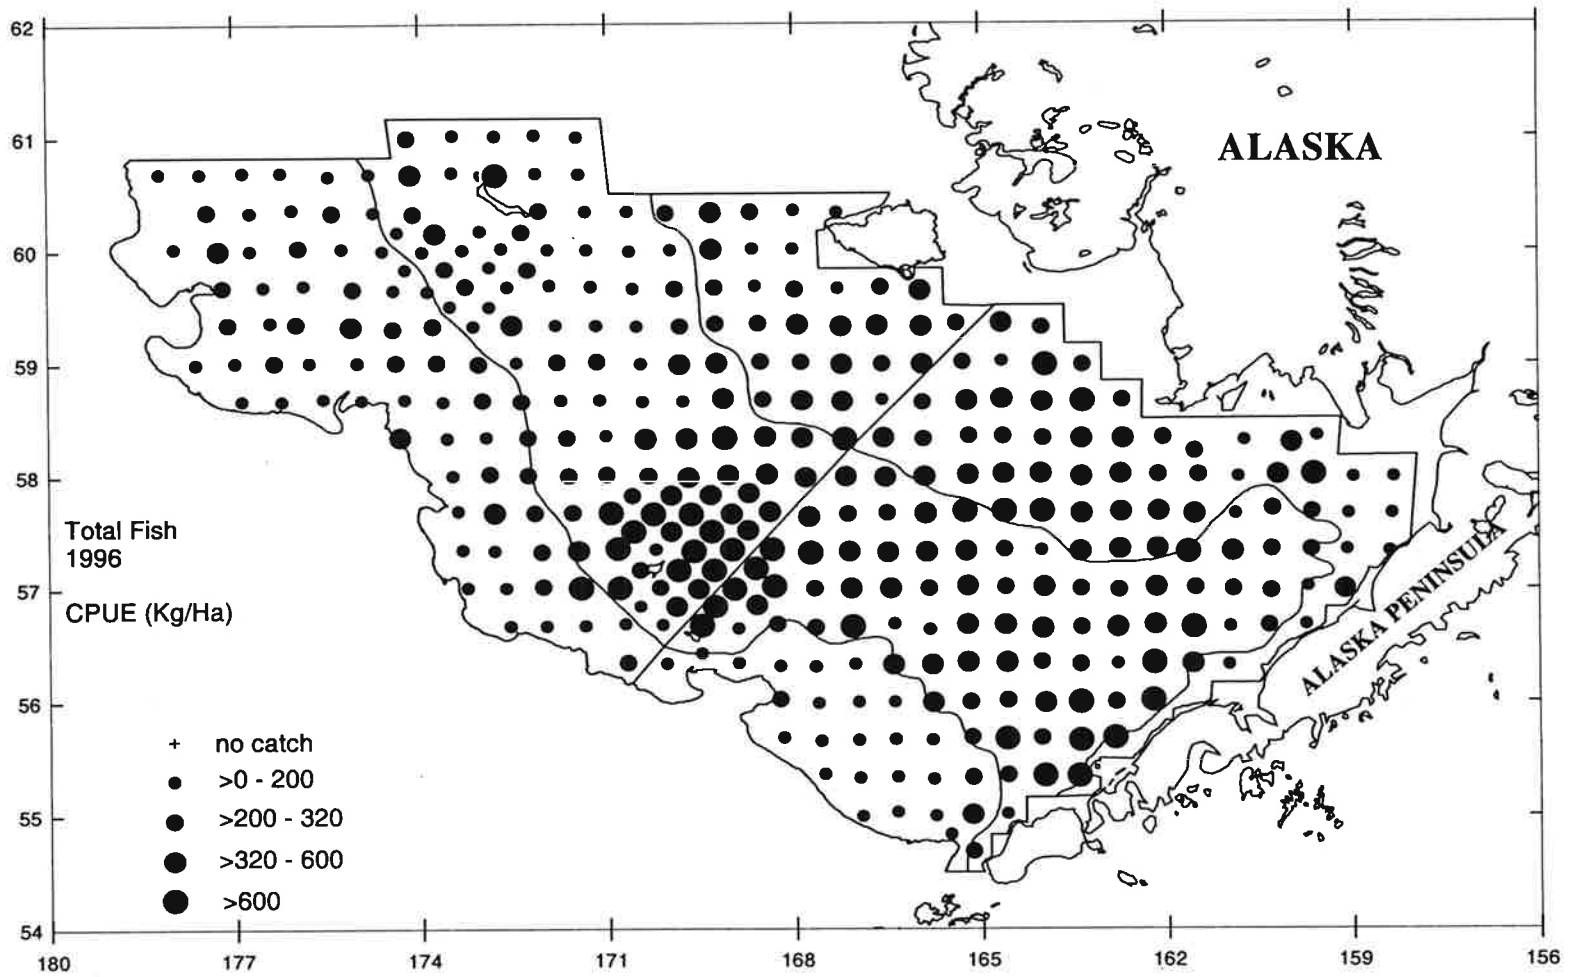 62
61
60
59
58
57
56
55
54
ALASKA
ALASKA PENINSULA
Total Fish
1996
CPUE (Kg/Ha)
+ no catch
>0 - 200
>200 - 320
>320 - 600
>600
180 177 174 171 168 165 162 159 156